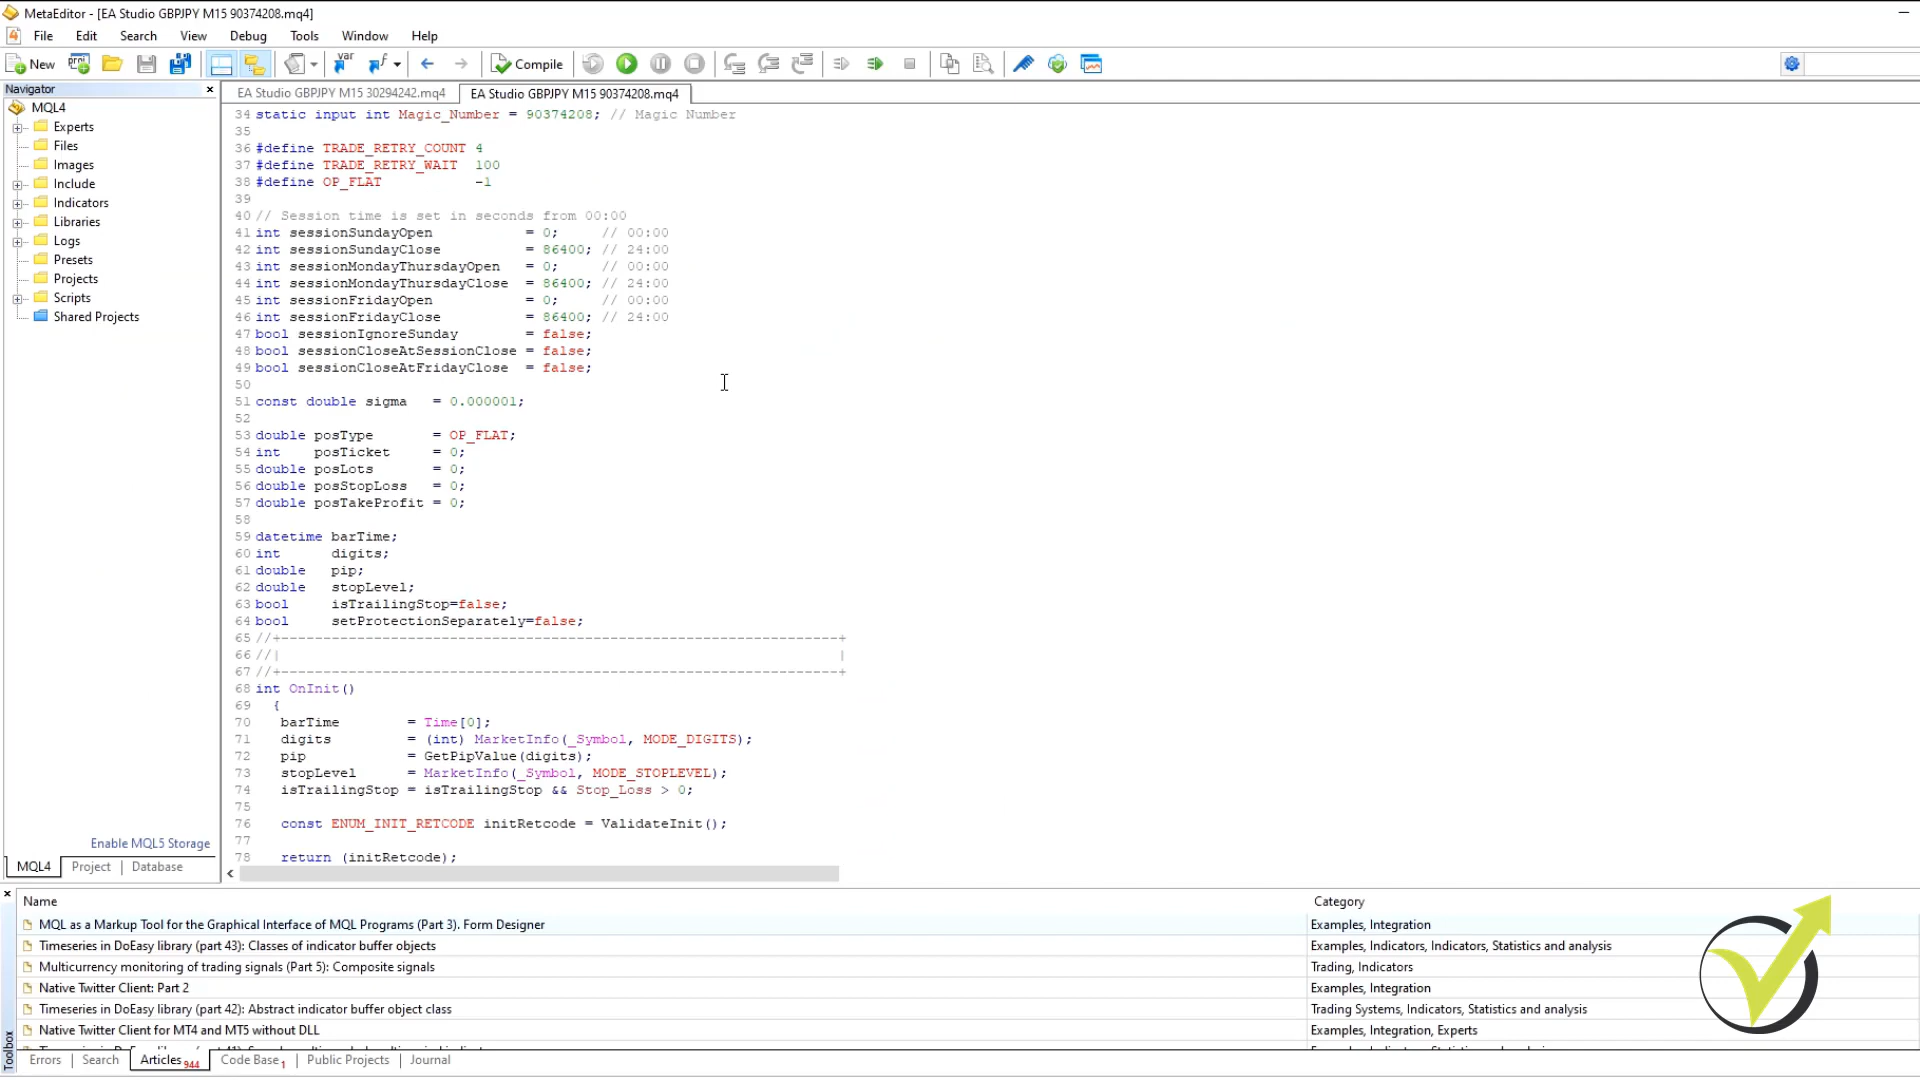 MetaEditor - [EA Studio GBPJPY M15 90374208.mq4]
File Edit Search View Debug Tools Window Help
New Compile
Navigator
MQL4
Experts
Files
Images
Include
Indicators
Libraries
Logs
Presets
Projects
Scripts
Shared Projects
Enable MQL5 Storage
MQL4 Project Database
EA Studio GBPJPY M15 30294242.mq4 EA Studio GBPJPY M15 90374208.mq4
34 static input int Magic_Number = 90374208; // Magic Number
35
36 #define TRADE_RETRY_COUNT 4
37 #define TRADE_RETRY_WAIT 100
38 #define OP_FLAT -1
39
40 // Session time is set in seconds from 00:00
41 int sessionSundayOpen = 0; // 00:00
42 int sessionSundayClose = 86400; // 24:00
43 int sessionMondayThursdayOpen = 0; // 00:00
44 int sessionMondayThursdayClose = 86400; // 24:00
45 int sessionFridayOpen = 0; // 00:00
46 int sessionFridayClose = 86400; // 24:00
47 bool sessionIgnoreSunday = false;
48 bool sessionCloseAtSessionClose = false;
49 bool sessionCloseAtFridayClose = false;
50
51 const double sigma = 0.000001;
52
53 double posType = OP_FLAT;
54 int posTicket = 0;
55 double posLots = 0;
56 double posStopLoss = 0;
57 double posTakeProfit = 0;
58
59 datetime barTime;
60 int digits;
61 double pip;
62 double stopLevel;
63 bool isTrailingStop=false;
64 bool setProtectionSeparately=false;
65 //+------------------------------------------------------------------+
66 //| |
67 //+------------------------------------------------------------------+
68 int OnInit()
69 {
70 barTime = Time[0];
71 digits = (int) MarketInfo(_Symbol, MODE_DIGITS);
72 pip = GetPipValue(digits);
73 stopLevel = MarketInfo(_Symbol, MODE_STOPLEVEL);
74 isTrailingStop = isTrailingStop && Stop_Loss > 0;
75
76 const ENUM_INIT_RETCODE initRetcode = ValidateInit();
77
78 return (initRetcode);
Name Category
MQL as a Markup Tool for the Graphical Interface of MQL Programs (Part 3). Form Designer Examples, Integration
Timeseries in DoEasy library (part 43): Classes of indicator buffer objects Examples, Indicators, Indicators, Statistics and analysis
Multicurrency monitoring of trading signals (Part 5): Composite signals Trading, Indicators
Native Twitter Client: Part 2 Examples, Integration
Timeseries in DoEasy library (part 42): Abstract indicator buffer object class Trading Systems, Indicators, Statistics and analysis
Native Twitter Client for MT4 and MT5 without DLL Examples, Integration, Experts
Toolbox
Errors Search Articles 944 Code Base 1 Public Projects Journal